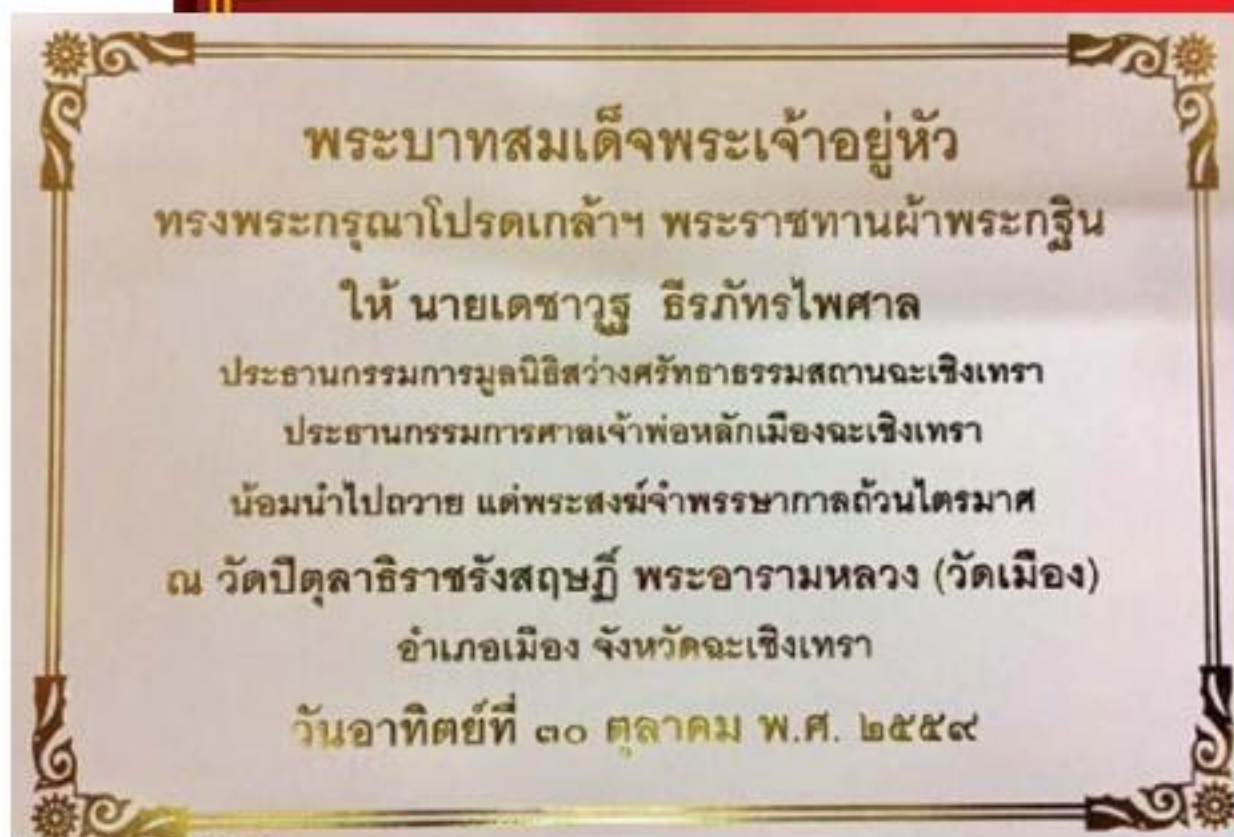 พระบาทสมเด็จพระเจ้าอยู่หัว
ทรงพระกรุณาโปรดเกล้าฯ พระราชทานผ้าพระกฐิน
ให้ นายเดชาวุฐ ธีรภัทรไพศาล
ประธานกรรมการมูลนิธิสว่างศรัทธาธรรมสถานฉะเชิงเทรา
ประธานกรรมการศาลเจ้าพ่อหลักเมืองฉะเชิงเทรา
น้อมนำไปถวาย แด่พระสงฆ์จำพรรษากาลถ้วนไตรมาศ
ณ วัดปิตุลาธิราชรังสฤษฎิ์ พระอารามหลวง (วัดเมือง)
อำเภอเมือง จังหวัดฉะเชิงเทรา
วันอาทิตย์ที่ ๓๐ ตุลาคม พ.ศ. ๒๕๕๙